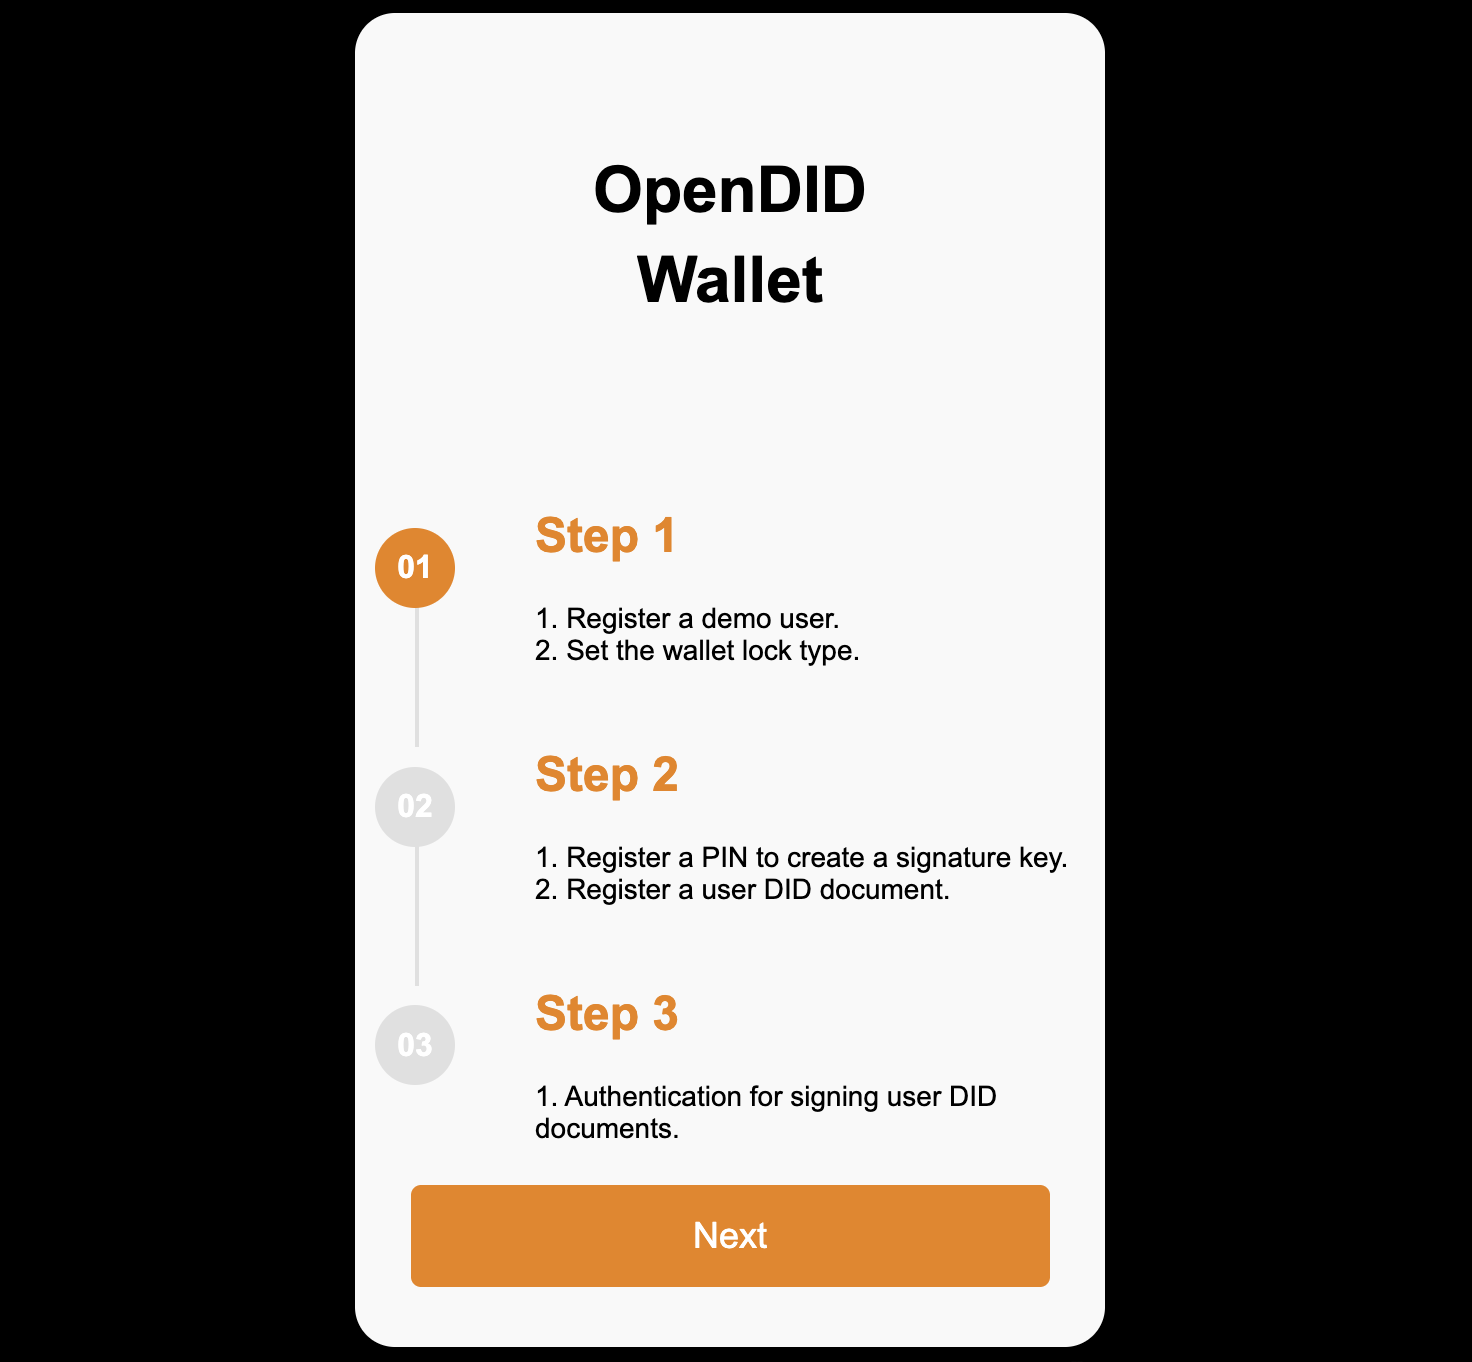 OpenDID
Wallet
01
Step 1
1. Register a demo user.
2. Set the wallet lock type.
02
Step 2
1. Register a PIN to create a signature key.
2. Register a user DID document.
03
Step 3
1. Authentication for signing user DID
documents.
Next